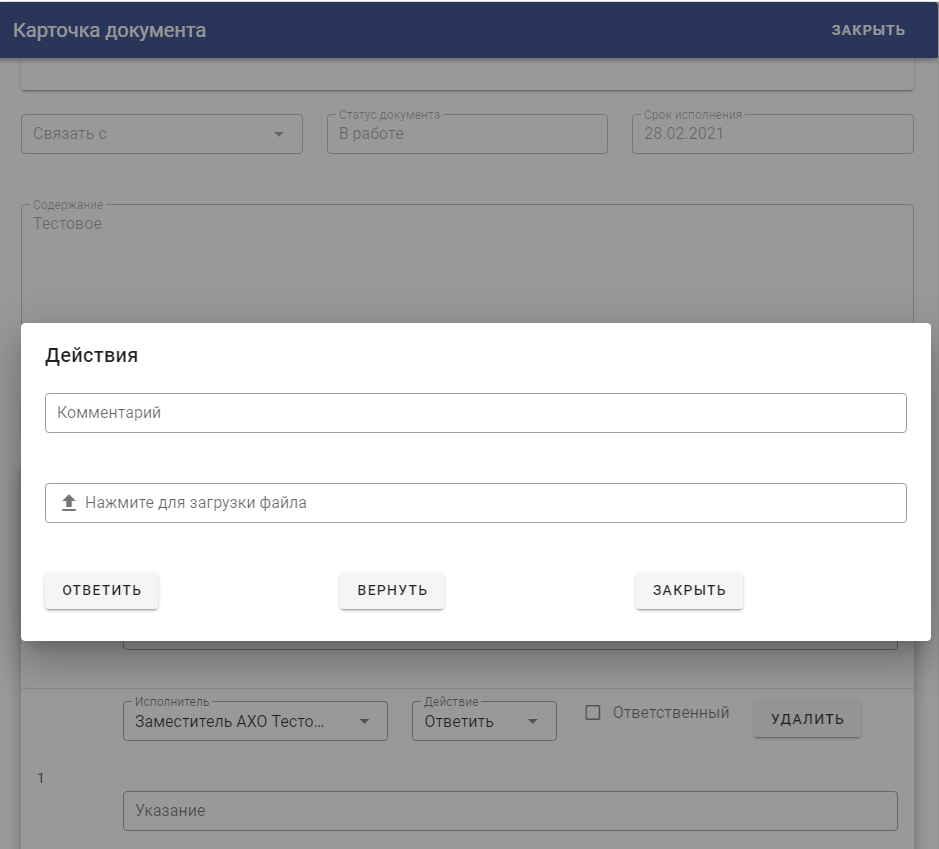 Карточка документа ЗАКРЫТЬ
Статус документа Срок исполнения
Связать с В работе 28.02.2021
Содержание
Тестовое
Действия
Комментарий
Нажмите для загрузки файла
ОТВЕТИТЬ ВЕРНУТЬ ЗАКРЫТЬ
Исполнитель Действие
Заместитель АХО Тесто... Ответить Ответственный УДАЛИТЬ
1
Указание